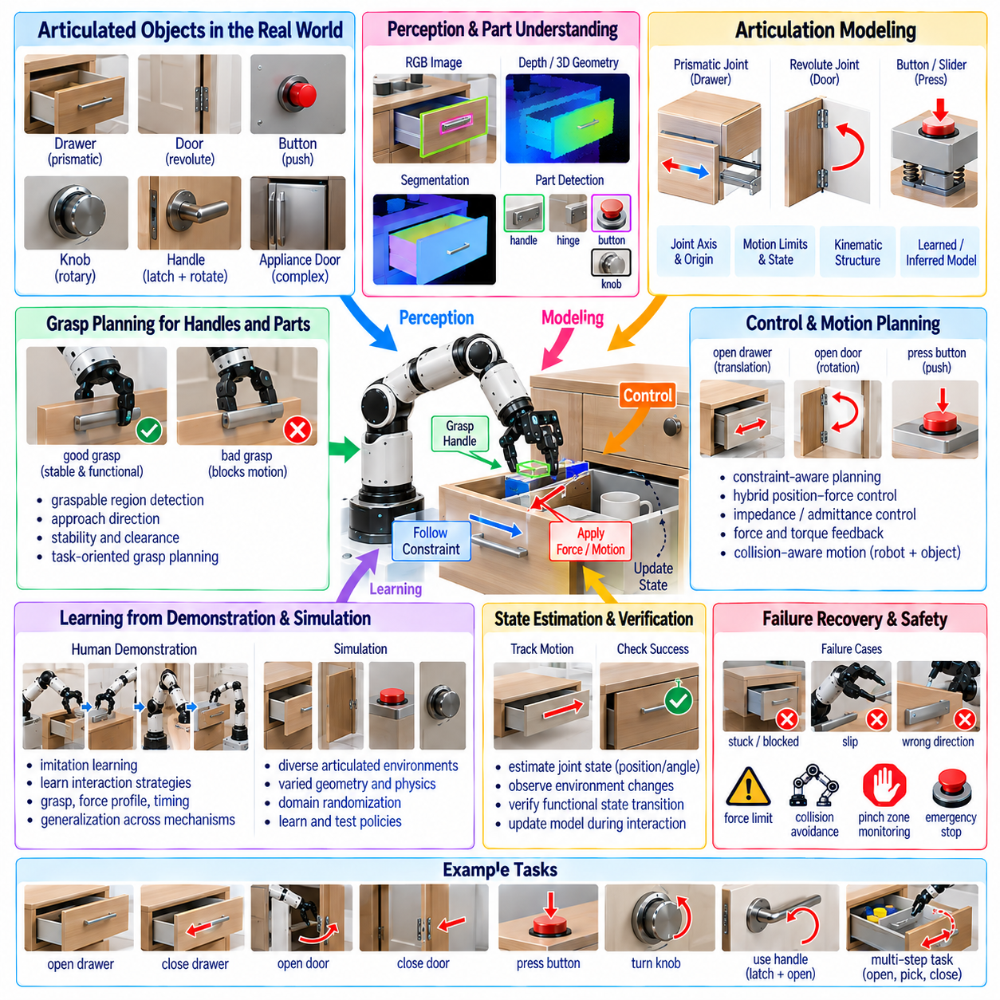 Articulated Objects in the Real World
Drawer
(prismatic)
Door
(revolute)
Button
(push)
Knob
(rotary)
Handle
(latch + rotate)
Appliance Door
(complex)
Perception & Part Understanding
RGB Image
Depth / 3D Geometry
Segmentation
Part Detection
handle
hinge
button
knob
Articulation Modeling
Prismatic Joint
(Drawer)
Revolute Joint
(Door)
Button / Slider
(Press)
Joint Axis
& Origin
Motion Limits
& State
Kinematic
Structure
Learned /
Inferred Model
Grasp Planning for Handles and Parts
good grasp
(stable & functional)
bad grasp
(blocks motion)
• graspable region detection
• approach direction
• stability and clearance
• task-oriented grasp planning
Perception
Modeling
Control
Grasp
Handle
Follow
Constraint
Apply
Force / Motion
Update
State
Learning
Control & Motion Planning
open drawer
(translation)
open door
(rotation)
press button
(push)
• constraint-aware planning
• hybrid position-force control
• impedance / admittance control
• force and torque feedback
• collision-aware motion (robot + object)
Learning from Demonstration & Simulation
Human Demonstration
• imitation learning
• learn interaction strategies
• grasp, force profile, timing
• generalization across mechanisms
Simulation
• diverse articulated environments
• varied geometry and physics
• domain randomization
• learn and test policies
State Estimation & Verification
Track Motion
Check Success
• estimate joint state (position/angle)
• observe environment changes
• verify functional state transition
• update model during interaction
Failure Recovery & Safety
Failure Cases
stuck / blocked
slip
wrong direction
force limit
collision
avoidance
pinch zone
monitoring
emergency
stop
Example Tasks
open drawer
close drawer
open door
close door
press button
turn knob
use handle
(latch + open)
multi-step task
(open, pick, close)